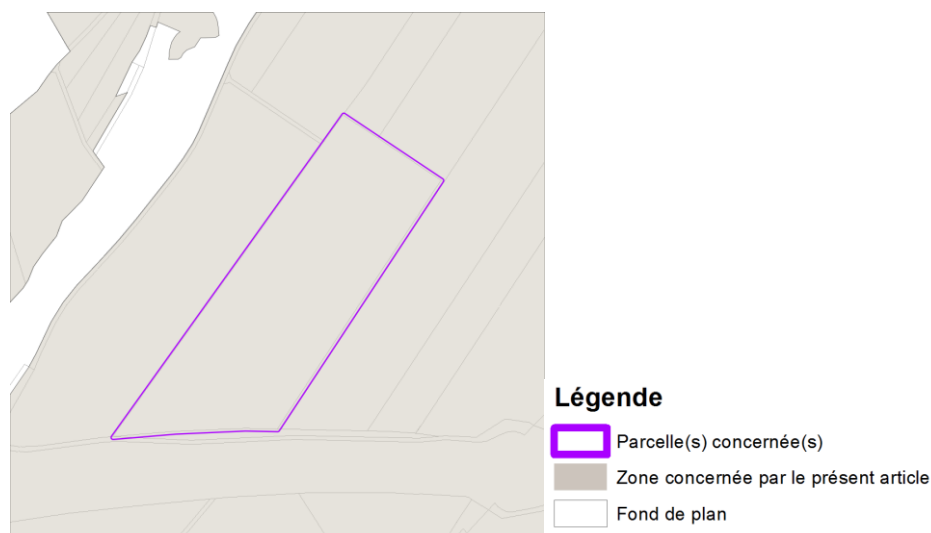 Légende
Parcelle(s) concernée(s)
Zone concernée par le présent article
Fond de plan